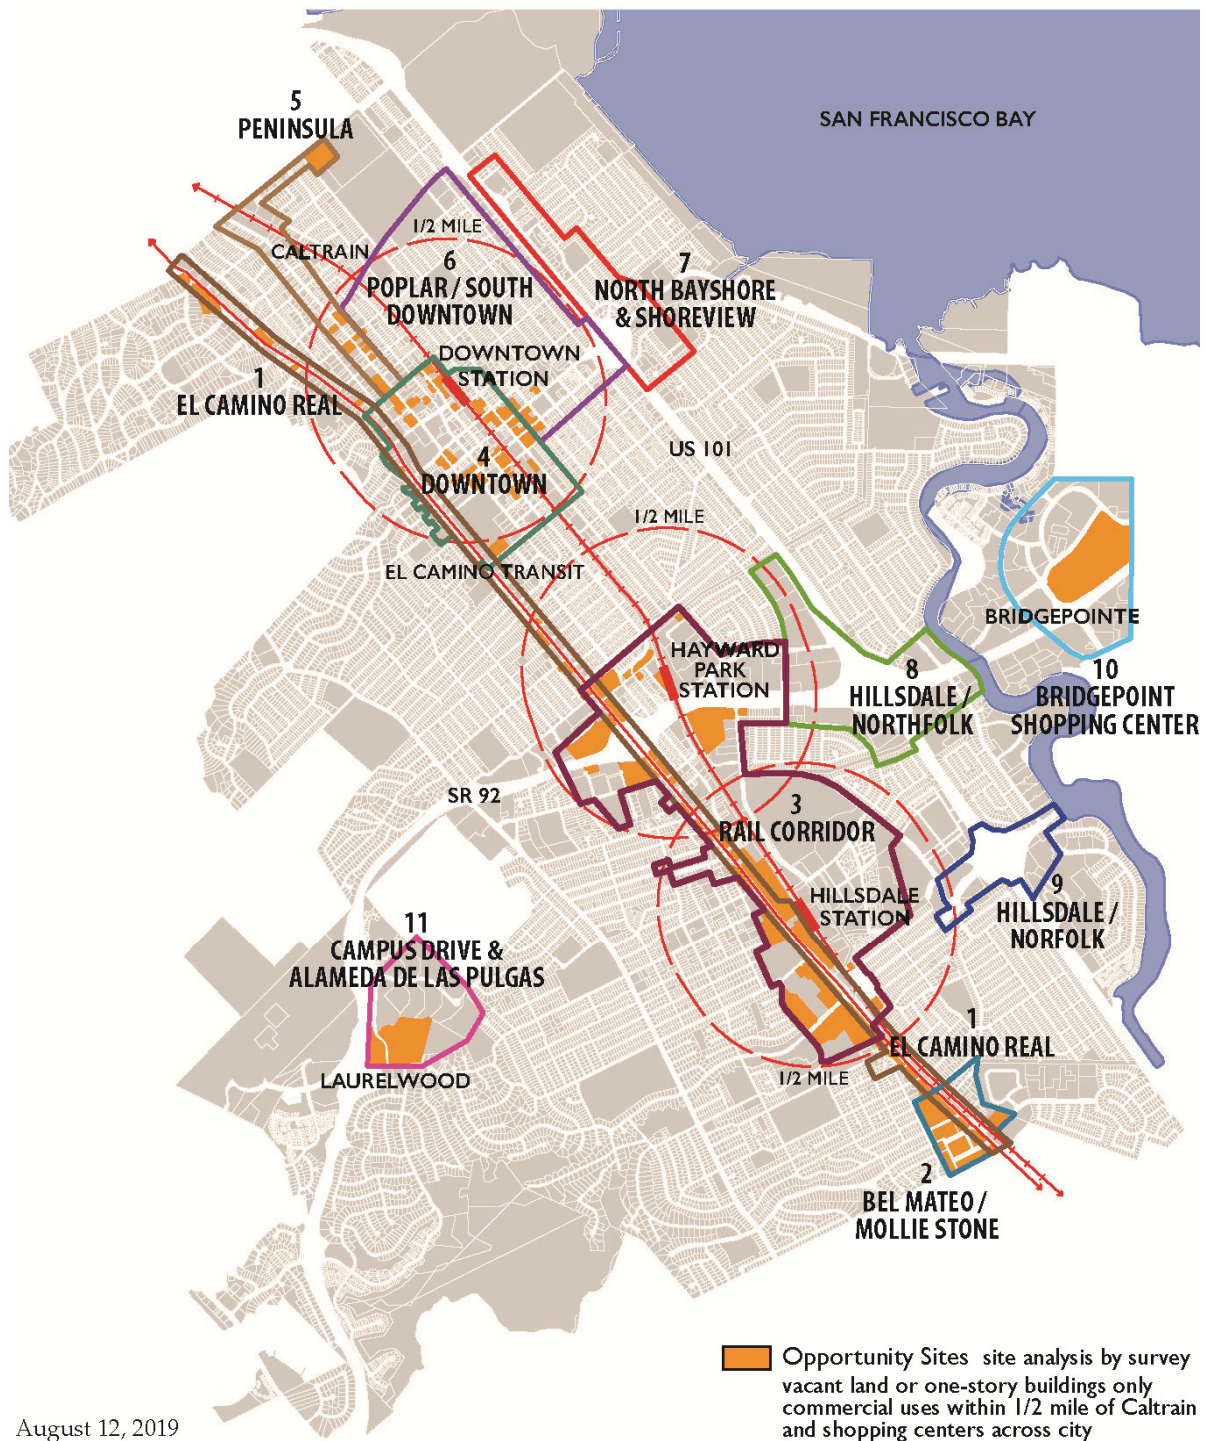 SAN FRANCISCO BAY
5
PENINSULA
1/2 MILE
CALTRAIN
6
POPLAR / SOUTH
DOWNTOWN
7
NORTH BAYSHORE
& SHOREVIEW
DOWNTOWN
STATION
1
EL CAMINO REAL
US 101
4
DOWNTOWN
1/2 MILE
EL CAMINO TRANSIT
BRIDGEPOINTE
HAYWARD
PARK
STATION
8
HILLSDALE /
NORTHFOLK
10
BRIDGEPOINT
SHOPPING CENTER
SR 92
3
RAIL CORRIDOR
HILLSDALE
STATION
9
HILLSDALE /
NORFOLK
11
CAMPUS DRIVE &
ALAMEDA DE LAS PULGAS
LAURELWOOD
1
EL CAMINO REAL
1/2 MILE
2
BEL MATEO /
MOLLIE STONE
Opportunity Sites site analysis by survey
vacant land or one-story buildings only
commercial uses within 1/2 mile of Caltrain
and shopping centers across city
August 12, 2019